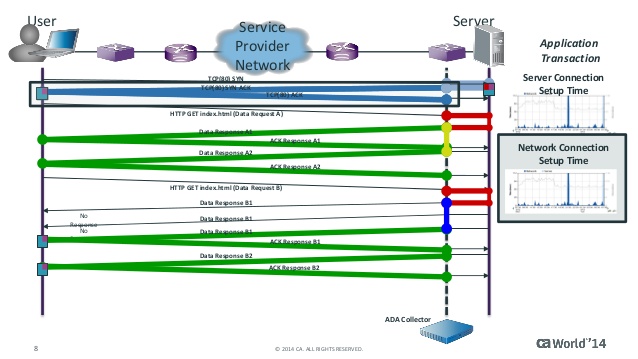 User
Service
Provider
Network
Server
Application
Transaction
TCP(80) SYN
TCP(80) SYN ACK
TCP(80) ACK
Server Connection
Setup Time
HTTP GET index.html (Data Request A)
Data Response A1
ACK Response A1
Data Response A2
ACK Response A2
Network Connection
Setup Time
HTTP GET index.html (Data Request B)
Data Response B1
No
Response
Data Response B1
No
Data Response B1
ACK Response B1
Data Response B2
ACK Response B2
ADA Collector
8
© 2014 CA. ALL RIGHTS RESERVED.
ca World '14